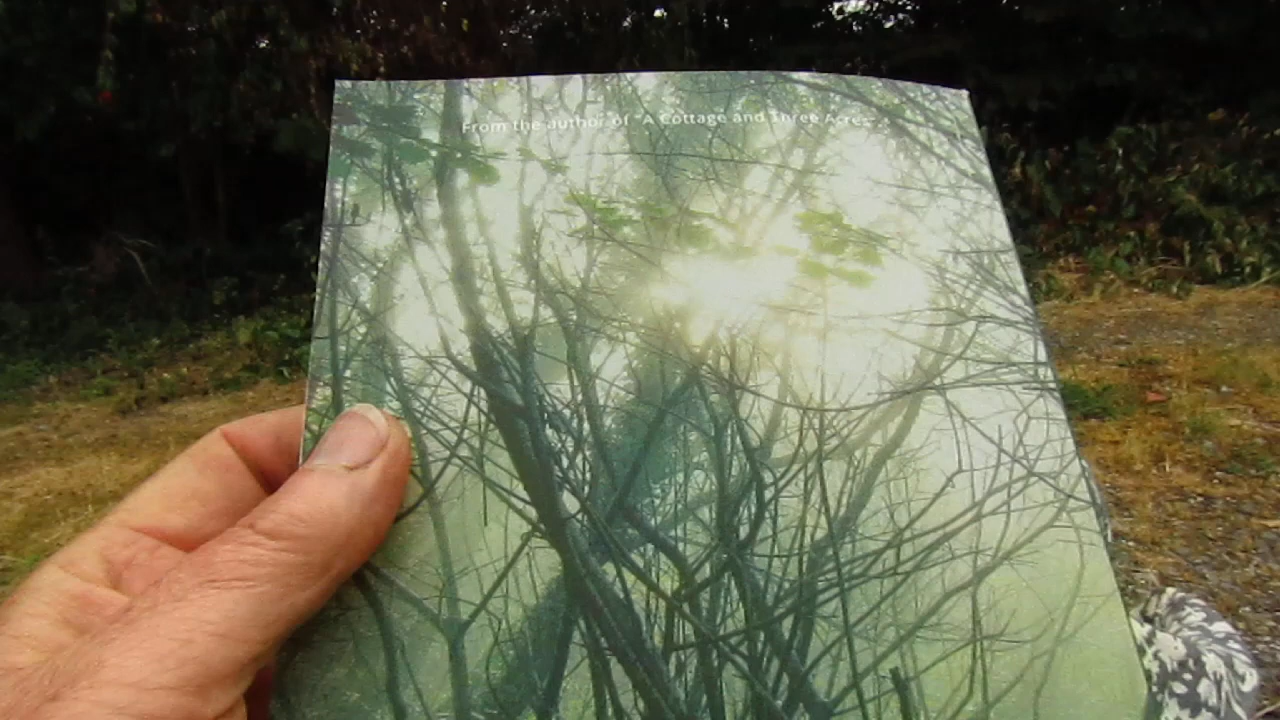 From the author of "A Cottage and Three Acres"